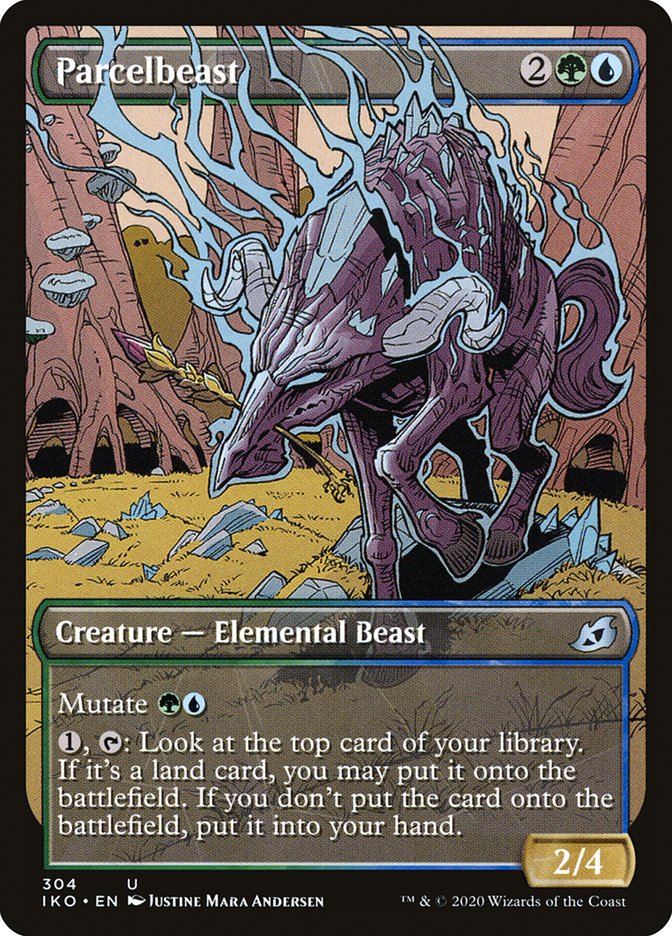 Parcelbeast 2
Creature — Elemental Beast
Mutate
1, : Look at the top card of your library.
If it's a land card, you may put it onto the
battlefield. If you don't put the card onto the
battlefield, put it into your hand.
2/4
304 U
IKO • EN Justine Mara Andersen ™ & © 2020 Wizards of the Coast